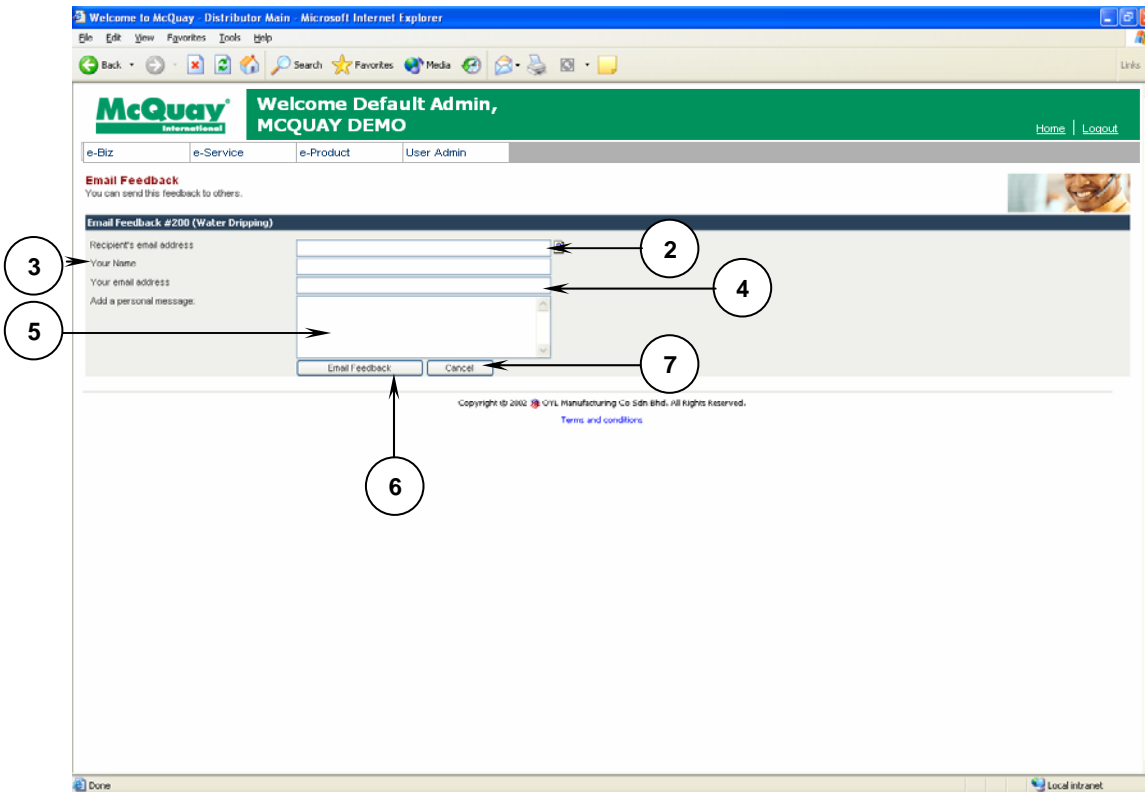 Welcome to McQuay - Distributor Main - Microsoft Internet Explorer
File Edit View Favorites Tools Help
Back Search Favorites Media Links
McQuay
International
Welcome Default Admin,
MCQUAY DEMO
Home | Logout
e-Biz e-Service e-Product User Admin
Email Feedback
You can send this feedback to others.
Email Feedback #200 (Water Dripping)
Recipient's email address
2
3
Your Name
Your email address
4
Add a personal message:
5
Email Feedback Cancel
7
Copyright © 2002 OYL Manufacturing Co Sdn Bhd. All Rights Reserved.
Terms and conditions
6
Done Local intranet